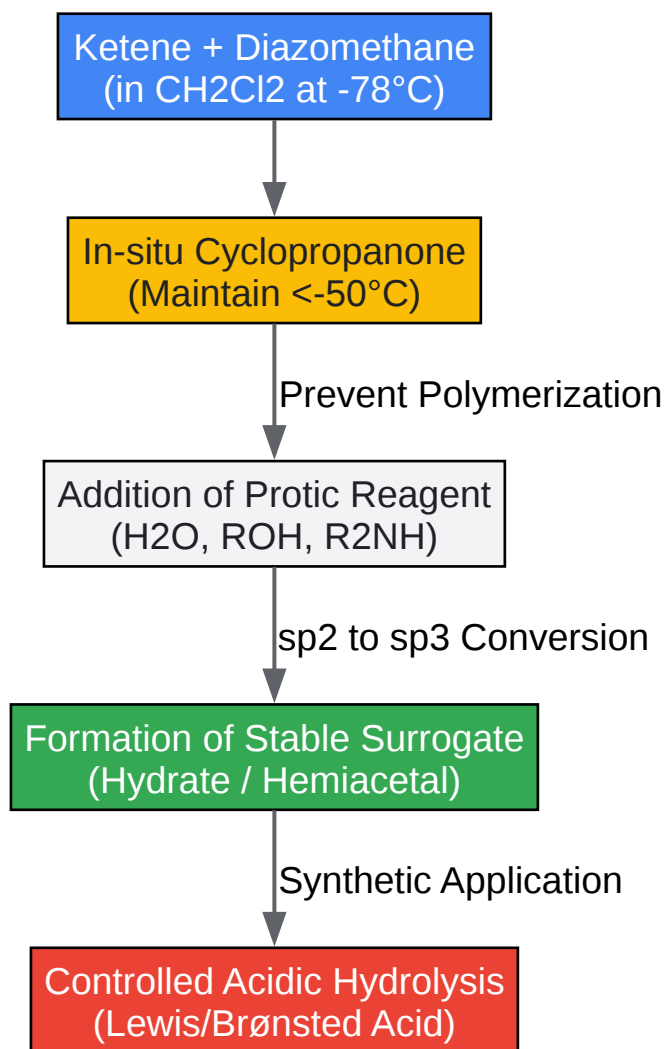 Ketene + Diazomethane
(in CH2Cl2 at -78°C)
In-situ Cyclopropanone
(Maintain <-50°C)
Prevent Polymerization
Addition of Protic Reagent
(H2O, ROH, R2NH)
sp2 to sp3 Conversion
Formation of Stable Surrogate
(Hydrate / Hemiacetal)
Synthetic Application
Controlled Acidic Hydrolysis
(Lewis/Brønsted Acid)